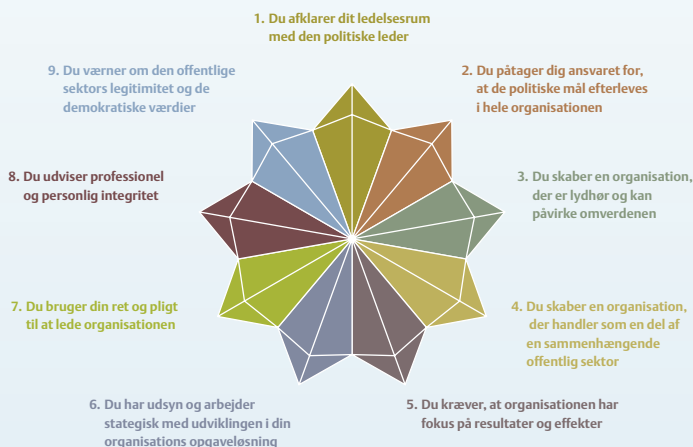 1. Du afklarer dit ledelsesrum
med den politiske leder
2. Du påtager dig ansvaret for,
at de politiske mål efterleves
i hele organisationen
3. Du skaber en organisation,
der er lydhør og kan
påvirke omverdenen
4. Du skaber en organisation,
der handler som en del af
en sammenhængende
offentlig sektor
5. Du kræver, at organisationen har
fokus på resultater og effekter
6. Du har udsyn og arbejder
stategisk med udviklingen i din
organisations opgaveløsning
7. Du bruger din ret og pligt
til at lede organisationen
8. Du udviser professionel
og personlig integritet
9. Du værner om den offentlige
sektors legitimitet og de
demokratiske værdier